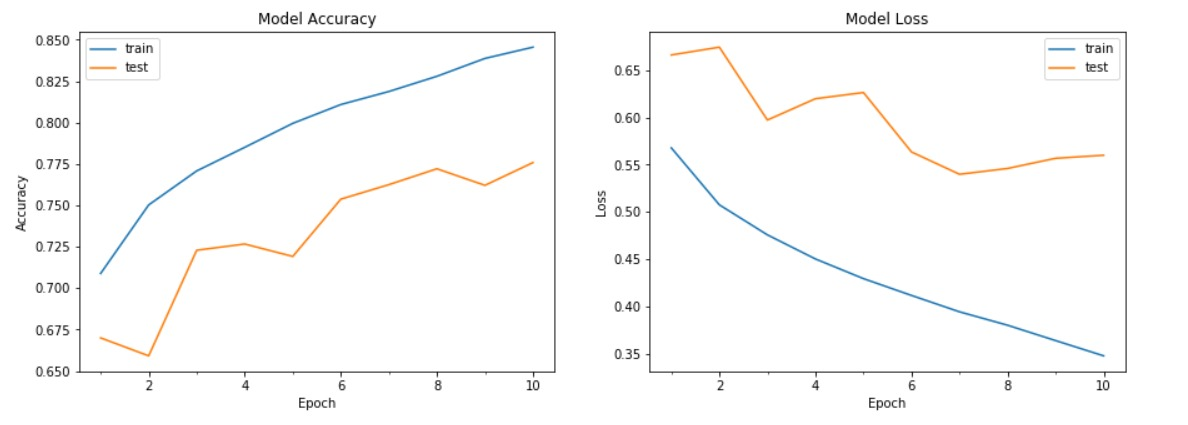 Model Accuracy
train
test
0.850
0.825
0.800
0.775
0.750
0.725
0.700
0.675
0.650
Accuracy
2 4 6 8 10
Epoch
Model Loss
train
test
0.65
0.60
0.55
0.50
0.45
0.40
0.35
Loss
2 4 6 8 10
Epoch